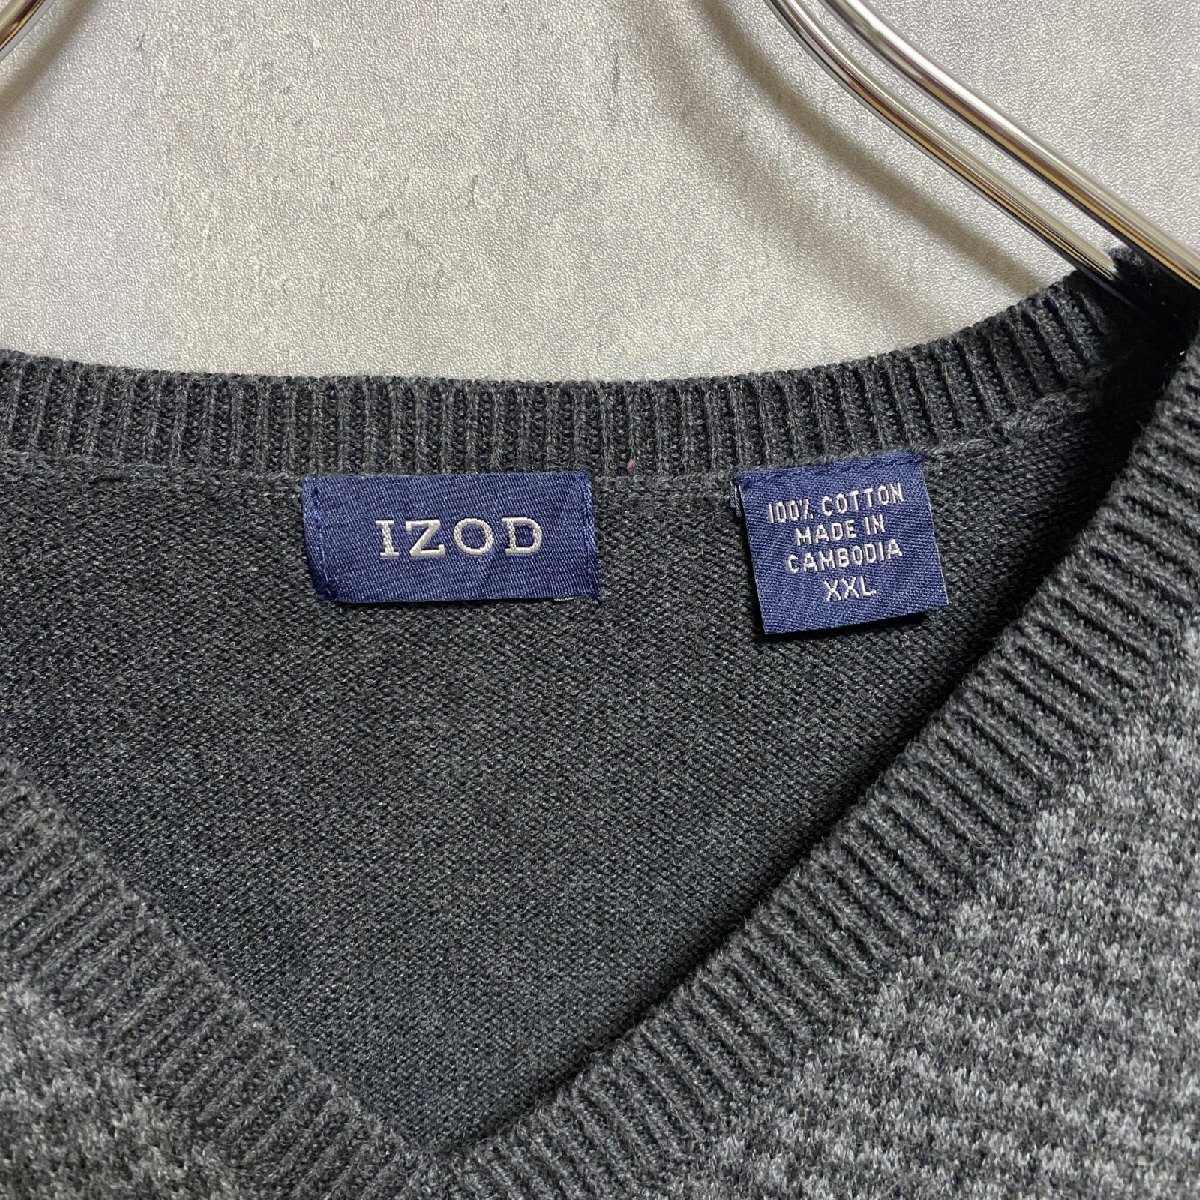 IZOD
100% COTTON
MADE IN
CAMBODIA
XXL